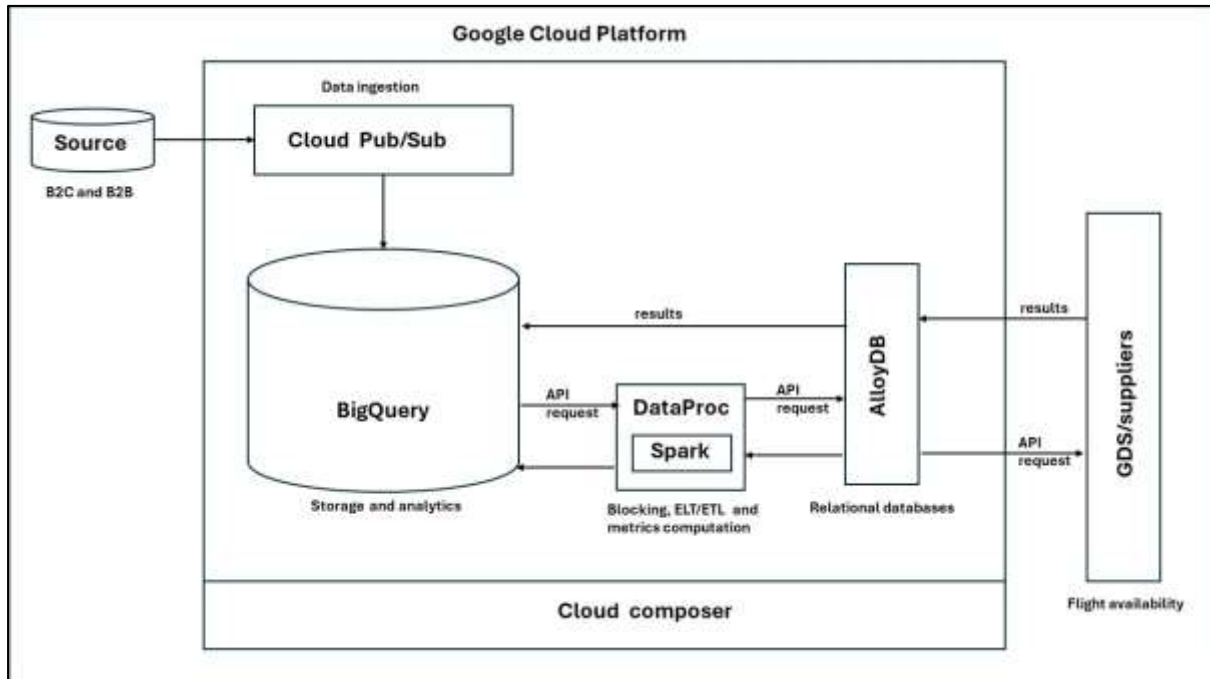 Google Cloud Platform
Data ingestion
Source
Cloud Pub/Sub
B2C and B2B
results
results
BigQuery
API
request
DataProc
Spark
API
request
AlloyDB
API
request
GDS/suppliers
Storage and analytics
Blocking, ELT/ETL and
metrics computation
Relational databases
Cloud composer
Flight availability